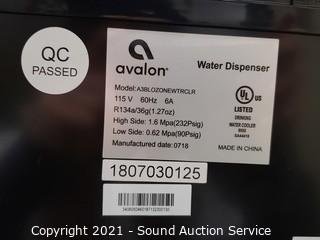 QC
PASSED
avalon
Water Dispenser
Model:A3BLOZONEWTRCLR
115 V 60Hz 6A
R134a/36g(1.27oz)
High Side: 1.6 Mpa(232Psig)
Low Side: 0.62 Mpa(90Psig)
Manufactured date:0718
UL
LISTED
DRINKING
WATER COOLER
MADE IN CHINA
1807030125
Copyright 2021 - Sound Auction Service